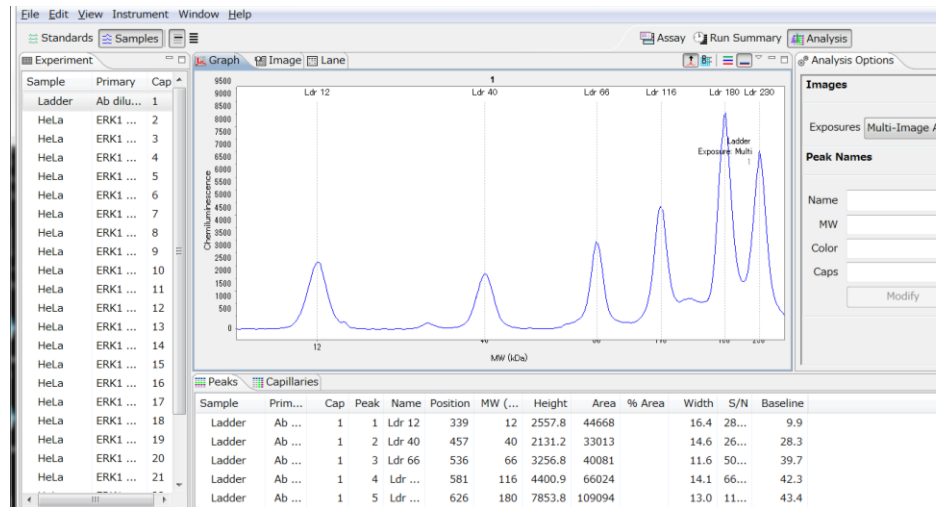 File Edit View Instrument Window Help
Standards Samples Assay Run Summary Analysis
Experiment
Sample Primary Cap
Ladder Ab dilu... 1
HeLa ERK1 ... 2
HeLa ERK1 ... 3
HeLa ERK1 ... 4
HeLa ERK1 ... 5
HeLa ERK1 ... 6
HeLa ERK1 ... 7
HeLa ERK1 ... 8
HeLa ERK1 ... 9
HeLa ERK1 ... 10
HeLa ERK1 ... 11
HeLa ERK1 ... 12
HeLa ERK1 ... 13
HeLa ERK1 ... 14
HeLa ERK1 ... 15
HeLa ERK1 ... 16
HeLa ERK1 ... 17
HeLa ERK1 ... 18
HeLa ERK1 ... 19
HeLa ERK1 ... 20
HeLa ERK1 ... 21
Graph Image Lane
1
Ldr 12 Ldr 40 Ldr 66 Ldr 116 Ldr 180 Ldr 230
Ladder
Exposure: Multi
1
9500
9000
8500
8000
7500
7000
6500
6000
5500
5000
4500
4000
3500
3000
2500
2000
1500
1000
500
0
Chemiluminescence
12 40 66 116 180 230
MW (kDa)
Analysis Options
Images
Exposures Multi-Image A
Peak Names
Name
MW
Color
Caps
Modify
Peaks Capillaries
Sample Prim... Cap Peak Name Position MW (... Height Area % Area Width S/N Baseline
Ladder Ab ... 1 1 Ldr 12 339 12 2557.8 44668 16.4 28... 9.9
Ladder Ab ... 1 2 Ldr 40 457 40 2131.2 33013 14.6 26... 28.3
Ladder Ab ... 1 3 Ldr 66 536 66 3256.8 40081 11.6 50... 39.7
Ladder Ab ... 1 4 Ldr ... 581 116 4400.9 66024 14.1 66... 42.3
Ladder Ab ... 1 5 Ldr ... 626 180 7853.8 109094 13.0 11... 43.4